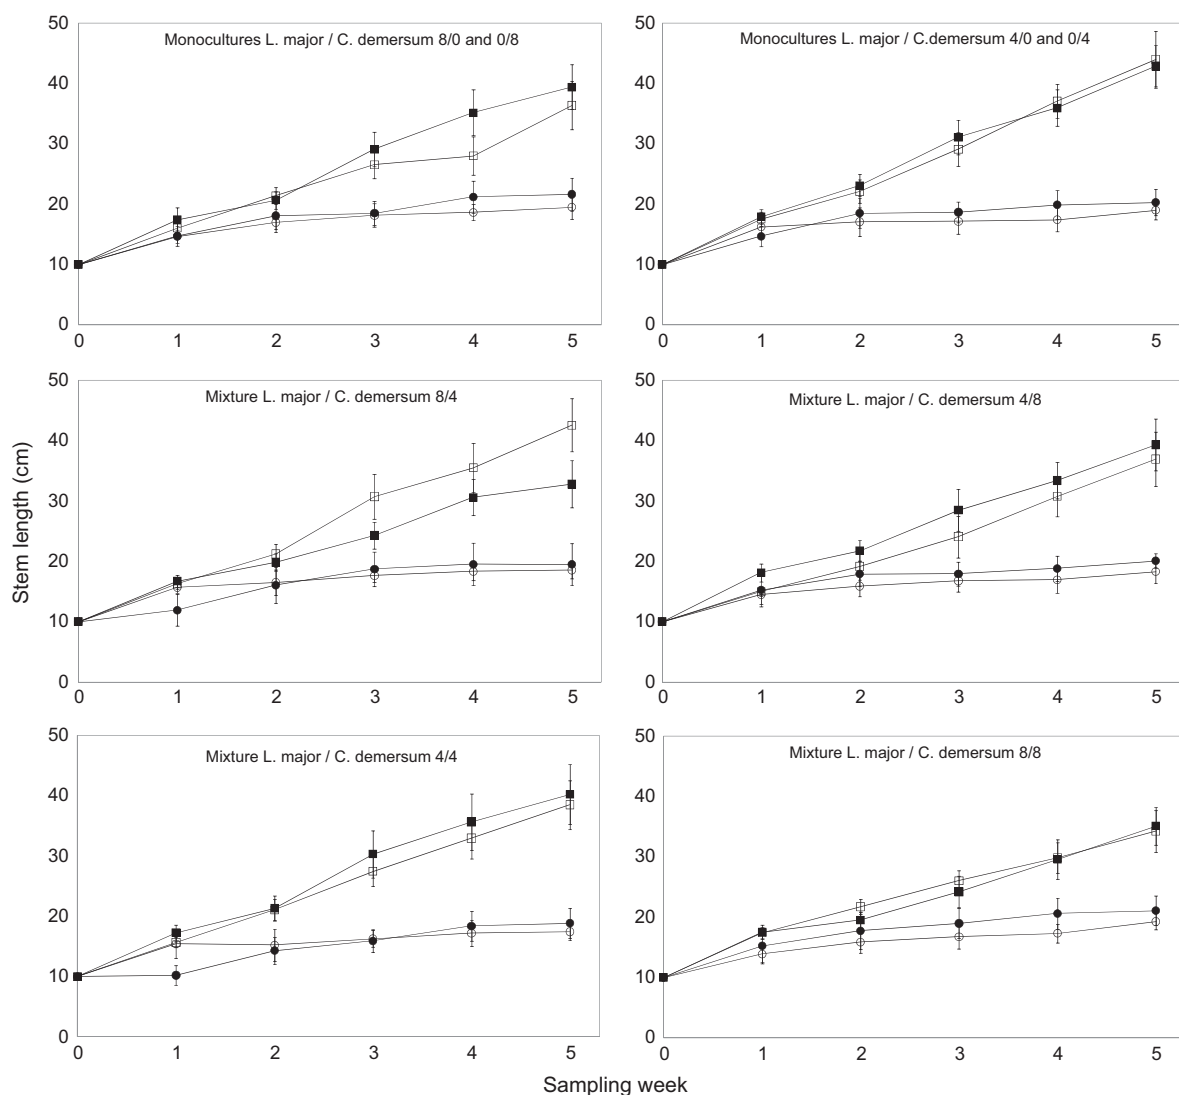 50
Monocultures L. major / C. demersum 8/0 and 0/8
40
30
20
10
0
0 1 2 3 4 5
50
Monocultures L. major / C.demersum 4/0 and 0/4
40
30
20
10
0
0 1 2 3 4 5
Stem length (cm)
50
Mixture L. major / C. demersum 8/4
40
30
20
10
0
0 1 2 3 4 5
50
Mixture L. major / C. demersum 4/8
40
30
20
10
0
0 1 2 3 4 5
50
Mixture L. major / C. demersum 4/4
40
30
20
10
0
0 1 2 3 4 5
50
Mixture L. major / C. demersum 8/8
40
30
20
10
0
0 1 2 3 4 5
Sampling week